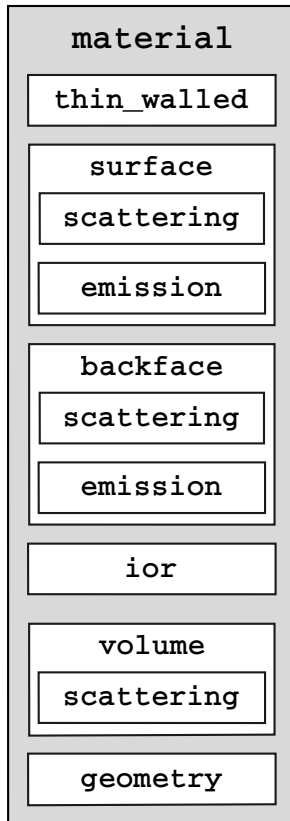 material
thin_walled
surface
scattering
emission
backface
scattering
emission
ior
volume
scattering
geometry